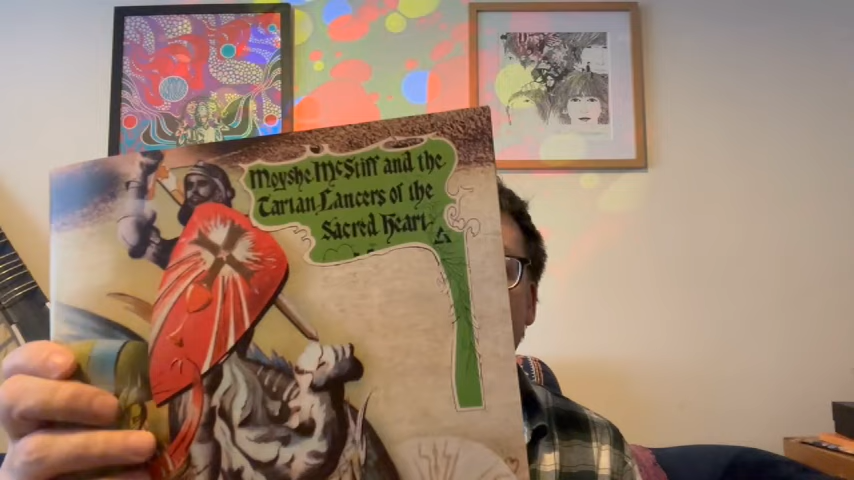 Moyshe McStiff and the
Tartan Lancers of the
Sacred Heart